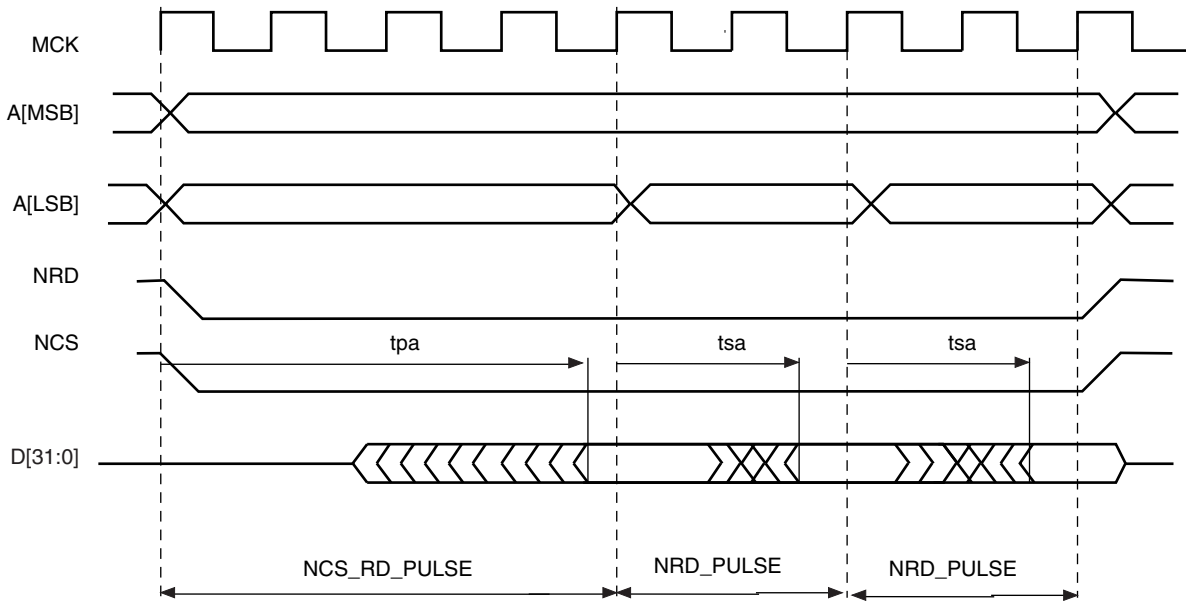 MCK
A[MSB]
A[LSB]
NRD
NCS
tpa tsa tsa
D[31:0]
NCS_RD_PULSE NRD_PULSE NRD_PULSE